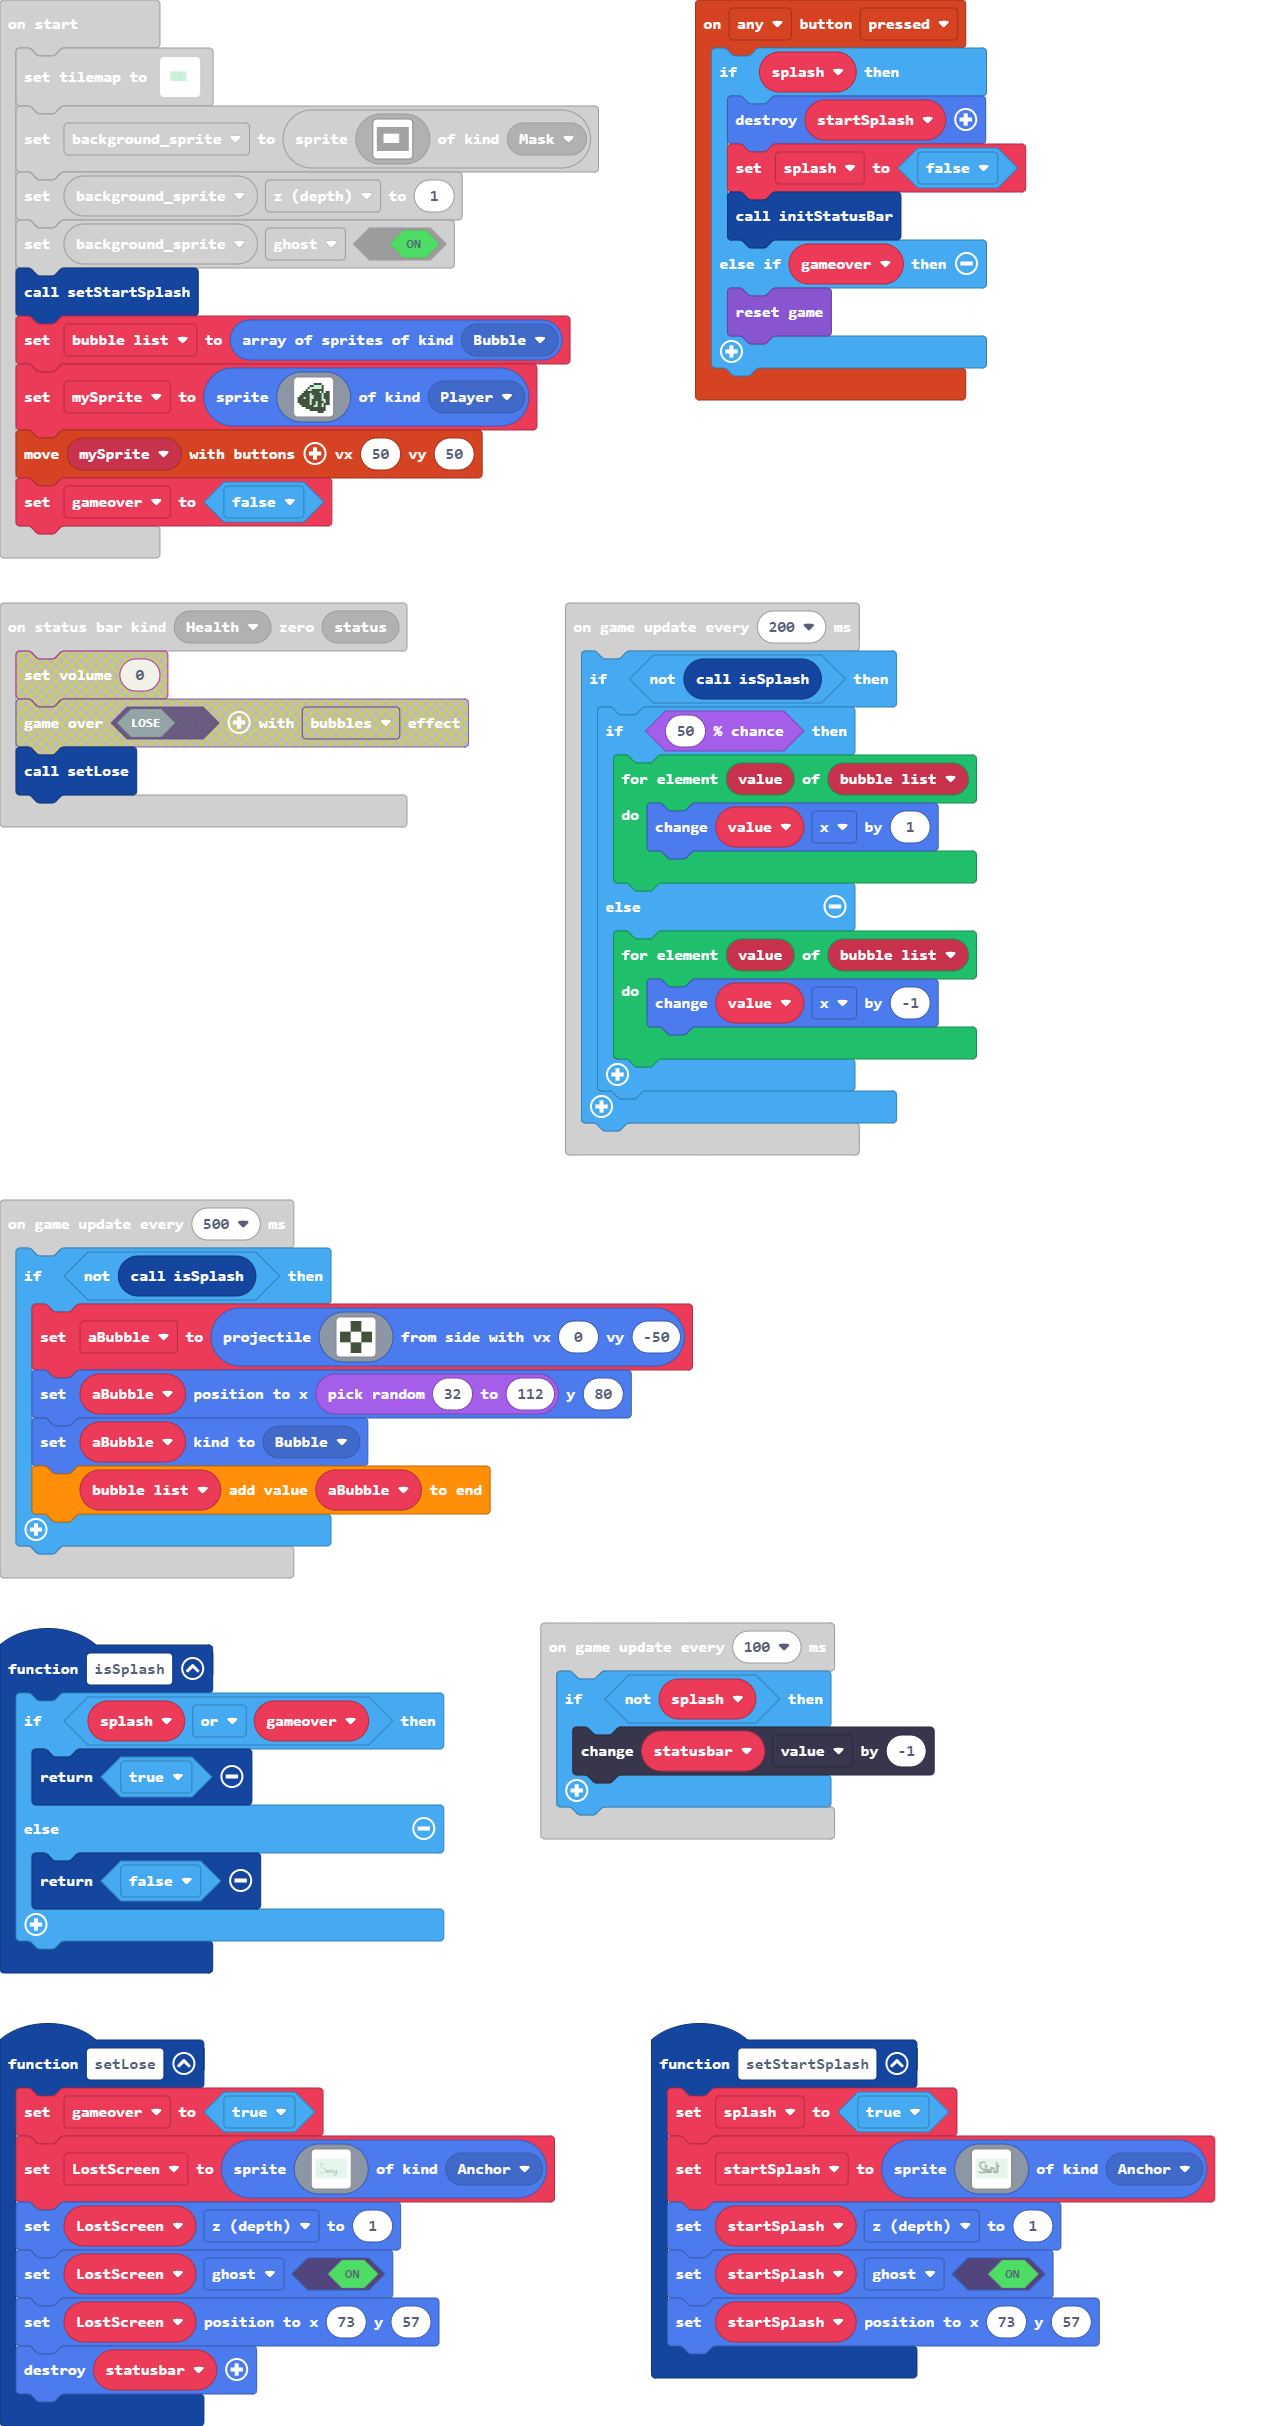 on start
set tilemap to
set background_sprite to sprite of kind Mask
set background_sprite z (depth) to 1
set background_sprite ghost ON
call setStartSplash
set bubble list to array of sprites of kind Bubble
set mySprite to sprite of kind Player
move mySprite with buttons vx 50 vy 50
set gameover to false
on any button pressed
if splash then
destroy startSplash
set splash to false
call initStatusBar
else if gameover then
reset game
on status bar kind Health zero status
set volume 0
game over LOSE with bubbles effect
call setLose
on game update every 200 ms
if not call isSplash then
if 50 % chance then
for element value of bubble list
do change value x by 1
else
for element value of bubble list
do change value x by -1
on game update every 500 ms
if not call isSplash then
set aBubble to projectile from side with vx 0 vy -50
set aBubble position to x pick random 32 to 112 y 80
set aBubble kind to Bubble
bubble list add value aBubble to end
function isSplash
if splash or gameover then
return true
else
return false
on game update every 100 ms
if not splash then
change statusbar value by -1
function setLose
set gameover to true
set LostScreen to sprite of kind Anchor
set LostScreen z (depth) to 1
set LostScreen ghost ON
set LostScreen position to x 73 y 57
destroy statusbar
function setStartSplash
set splash to true
set startSplash to sprite Start of kind Anchor
set startSplash z (depth) to 1
set startSplash ghost ON
set startSplash position to x 73 y 57